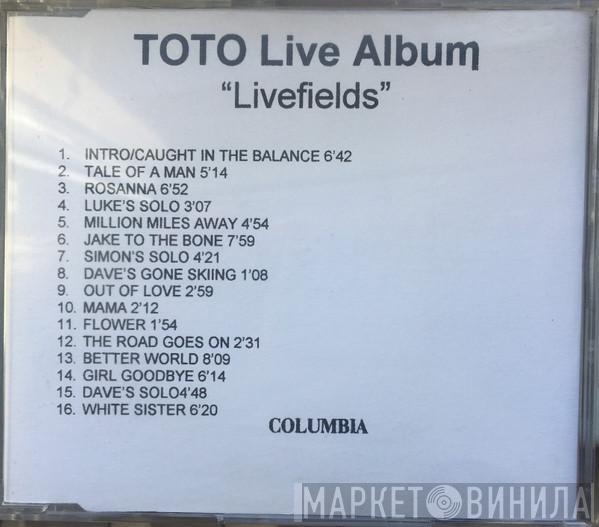 TOTO Live Album
“Livefields”
1. INTRO/CAUGHT IN THE BALANCE 6'42
2. TALE OF A MAN 5'14
3. ROSANNA 6'52
4. LUKE'S SOLO 3'07
5. MILLION MILES AWAY 4'54
6. JAKE TO THE BONE 7'59
7. SIMON'S SOLO 4'21
8. DAVE'S GONE SKIING 1'08
9. OUT OF LOVE 2'59
10. MAMA 2'12
11. FLOWER 1'54
12. THE ROAD GOES ON 2'31
13. BETTER WORLD 8'09
14. GIRL GOODBYE 6'14
15. DAVE'S SOLO4'48
16. WHITE SISTER 6'20
COLUMBIA
МАРКЕТ ВИНИЛА